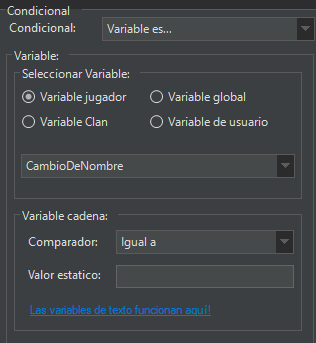 Condicional
Condicional: Variable es...
Variable:
Seleccionar Variable:
Variable jugador Variable global
Variable Clan Variable de usuario
CambioDeNombre
Variable cadena:
Comparador: Igual a
Valor estatico:
Las variables de texto funcionan aquí!